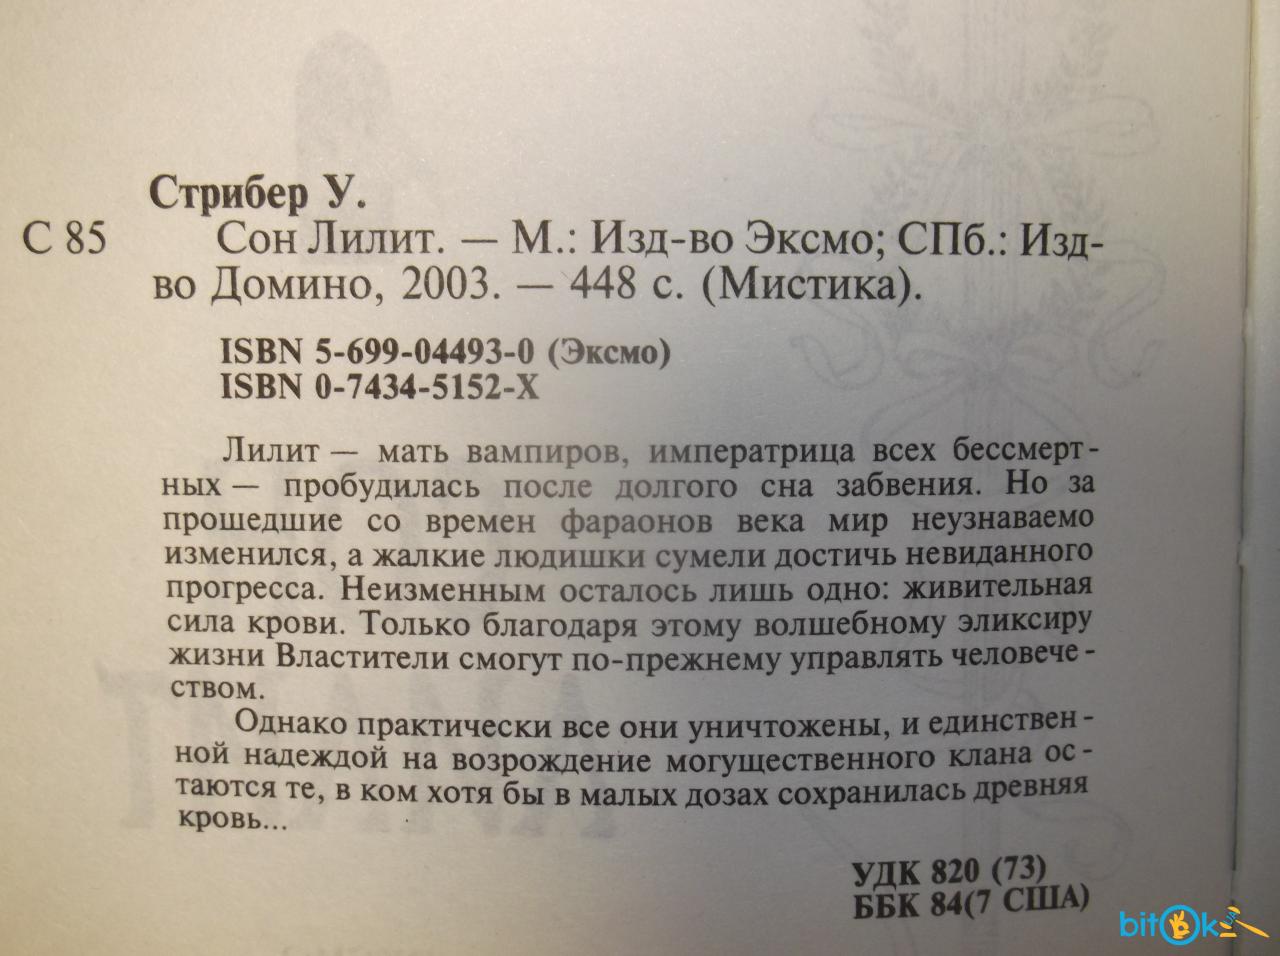 Стрибер У.
С 85 Сон Лилит. — М.: Изд-во Эксмо; СПб.: Изд-
во Домино, 2003. — 448 с. (Мистика).
ISBN 5-699-04493-0 (Эксмо)
ISBN 0-7434-5152-X
Лилит — мать вампиров, императрица всех бессмерт-
ных — пробудилась после долгого сна забвения. Но за
прошедшие со времен фараонов века мир неузнаваемо
изменился, а жалкие людишки сумели достичь невиданного
прогресса. Неизменным осталось лишь одно: живительная
сила крови. Только благодаря этому волшебному эликсиру
жизни Властители смогут по-прежнему управлять человече-
ством.
Однако практически все они уничтожены, и единствен-
ной надеждой на возрождение могущественного клана ос-
таются те, в ком хотя бы в малых дозах сохранилась древняя
кровь...
УДК 820 (73)
ББК 84(7 США)